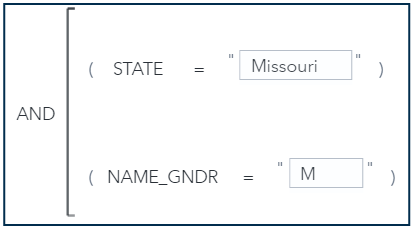 ( STATE = " Missouri " )
AND
( NAME_GNDR = " M " )